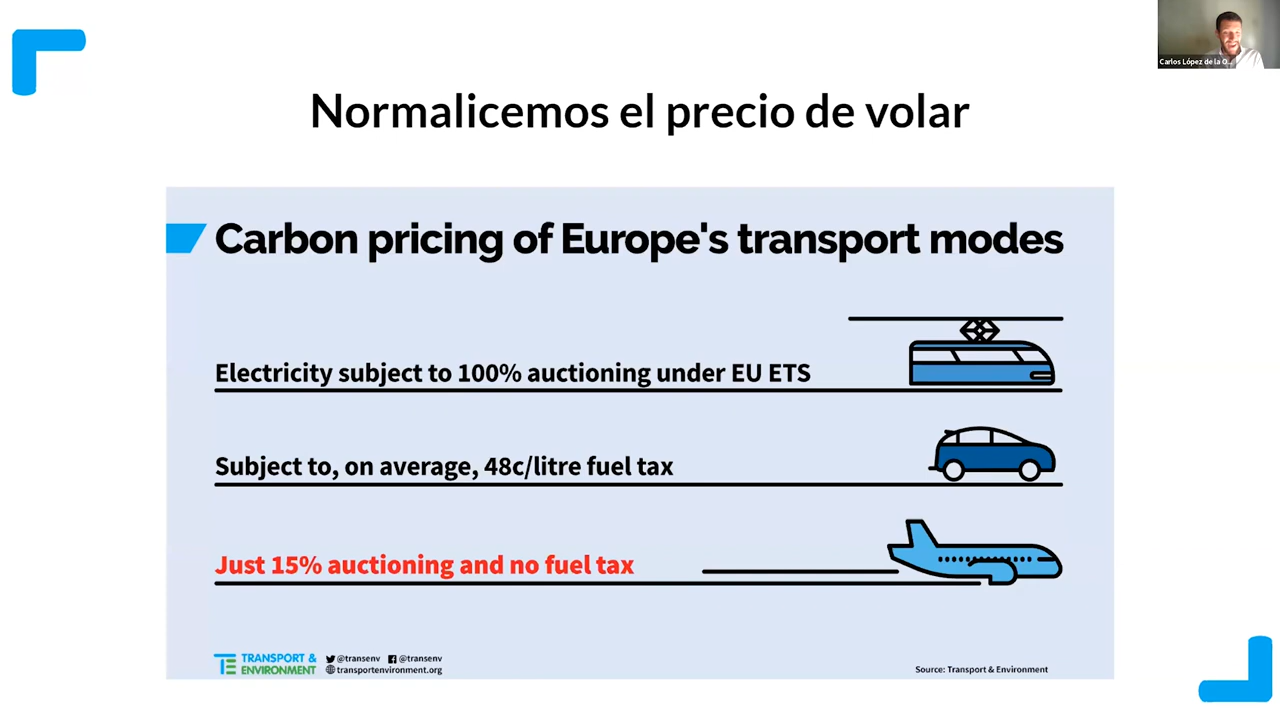 Carlos López de la O...
Normalicemos el precio de volar
Carbon pricing of Europe's transport modes
Electricity subject to 100% auctioning under EU ETS
Subject to, on average, 48c/litre fuel tax
Just 15% auctioning and no fuel tax
TE TRANSPORT & ENVIRONMENT
@transenv @transenv
transportenvironment.org
Source: Transport & Environment